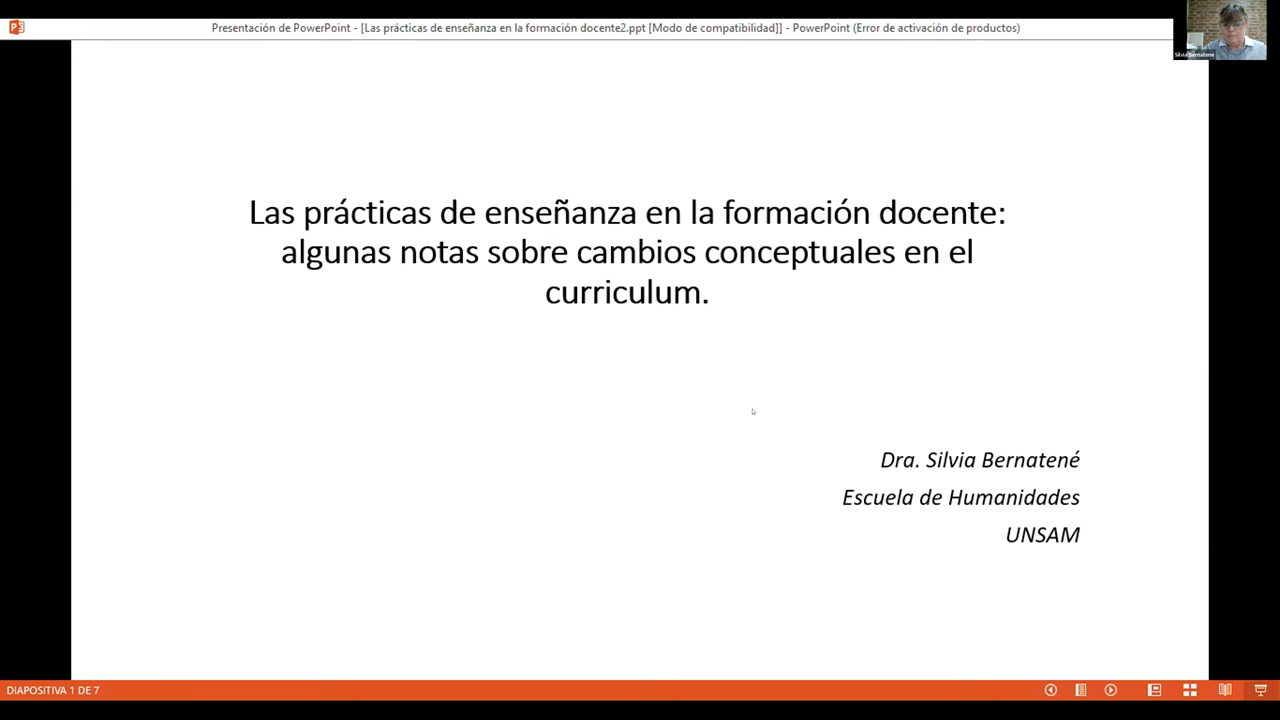 Presentación de PowerPoint - [Las prácticas de enseñanza en la formación docente2.ppt [Modo de compatibilidad]] - PowerPoint (Error de activación de productos)
Silvia Bernatene
Las prácticas de enseñanza en la formación docente:
algunas notas sobre cambios conceptuales en el
curriculum.
Dra. Silvia Bernatené
Escuela de Humanidades
UNSAM
DIAPOSITIVA 1 DE 7